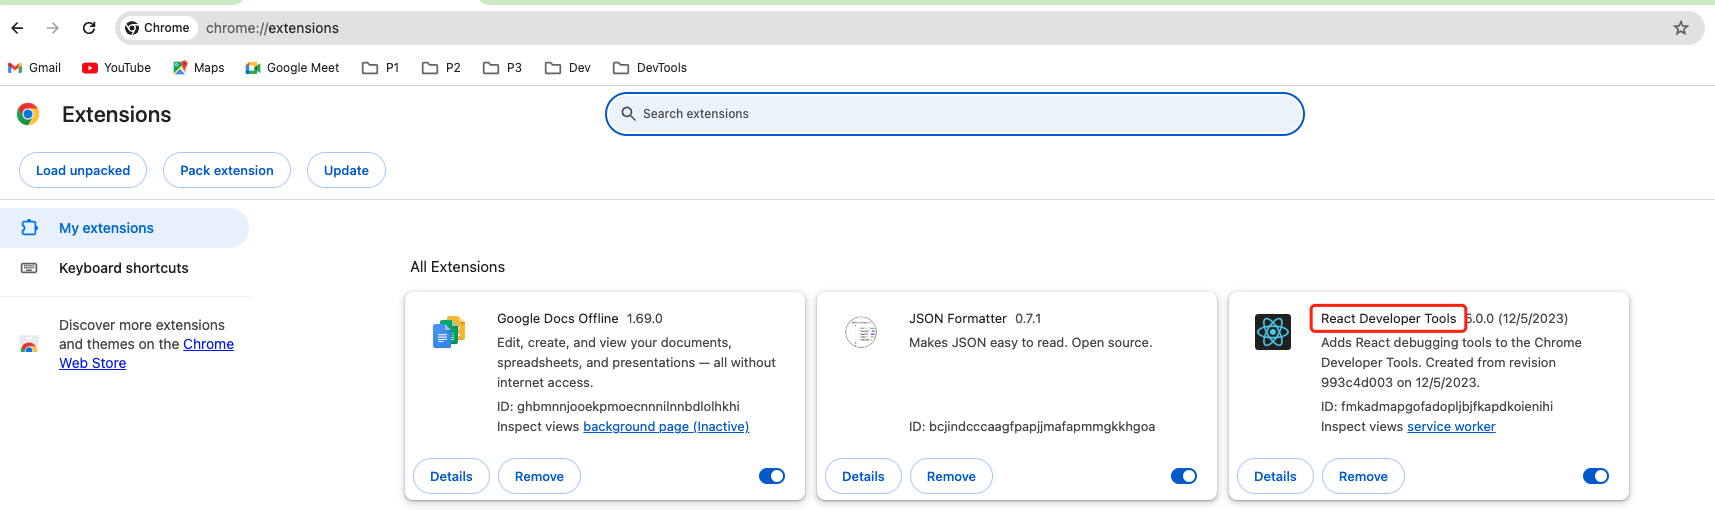 Chrome chrome://extensions
Gmail YouTube Maps Google Meet P1 P2 P3 Dev DevTools
Extensions
Search extensions
Load unpacked Pack extension Update
My extensions
Keyboard shortcuts
Discover more extensions
and themes on the Chrome
Web Store
All Extensions
Google Docs Offline 1.69.0
Edit, create, and view your documents,
spreadsheets, and presentations — all without
internet access.
ID: ghbmnnjooekpmoecnnnilnnbdlolhkhi
Inspect views background page (Inactive)
Details Remove
JSON Formatter 0.7.1
Makes JSON easy to read. Open source.
ID: bcjindcccaagfpapjjmafapmmgkkhgoa
Details Remove
React Developer Tools 5.0.0 (12/5/2023)
Adds React debugging tools to the Chrome
Developer Tools. Created from revision
993c4d003 on 12/5/2023.
ID: fmkadmapgofadopljbjfkapdkoienihi
Inspect views service worker
Details Remove